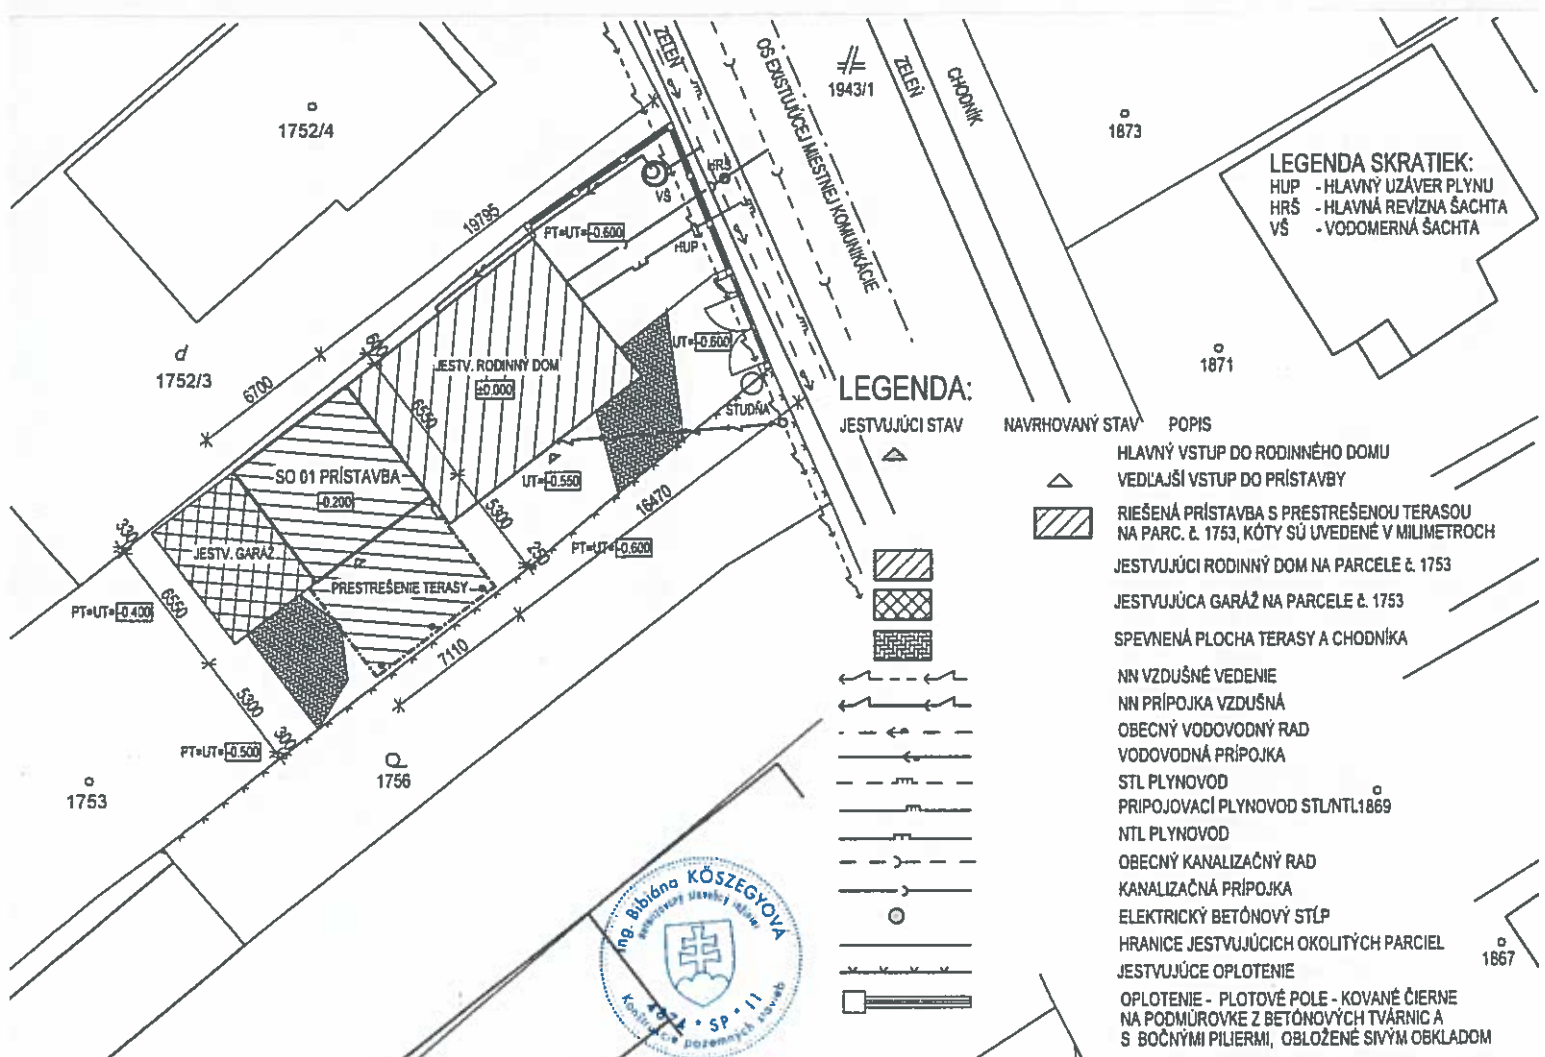 1752/4
ZELEŇ
OS EXISTUJÚCEJ MIESTNEJ KOMUNIKÁCIE
1943/1
ZELEŇ
CHODNÍK
1873
LEGENDA SKRATIEK:
HUP - HLAVNÝ UZÁVER PLYNU
HRŠ - HLAVNÁ REVÍZNA ŠACHTA
VŠ - VODOMERNÁ ŠACHTA
HRŠ
VŠ
19795
PT=UT=-0.600
HUP
d
1752/3
6700
JESTV. RODINNÝ DOM
±0.000
UT=-0.600
1871
6550
STUDŇA
SO 01 PRÍSTAVBA
-0.200
UT=-0.550
16470
5300
330
JESTV. GARÁŽ
PT=UT=-0.600
250
PRESTREŠENIE TERASY
PT=UT=-0.400
6550
7110
5300
300
PT=UT=-0.500
1753
1756
LEGENDA:
JESTVUJÚCI STAV NAVRHOVANÝ STAV POPIS
HLAVNÝ VSTUP DO RODINNÉHO DOMU
VEDĽAJŠÍ VSTUP DO PRÍSTAVBY
RIEŠENÁ PRÍSTAVBA S PRESTREŠENOU TERASOU
NA PARC. č. 1753, KÓTY SÚ UVEDENÉ V MILIMETROCH
JESTVUJÚCI RODINNÝ DOM NA PARCELE č. 1753
JESTVUJÚCA GARÁŽ NA PARCELE č. 1753
SPEVNENÁ PLOCHA TERASY A CHODNÍKA
NN VZDUŠNÉ VEDENIE
NN PRÍPOJKA VZDUŠNÁ
OBECNÝ VODOVODNÝ RAD
VODOVODNÁ PRÍPOJKA
STL PLYNOVOD
PRIPOJOVACÍ PLYNOVOD STL/NTL
1869
NTL PLYNOVOD
OBECNÝ KANALIZAČNÝ RAD
KANALIZAČNÁ PRÍPOJKA
ELEKTRICKÝ BETÓNOVÝ STĹP
HRANICE JESTVUJÚCICH OKOLITÝCH PARCIEL
JESTVUJÚCE OPLOTENIE
OPLOTENIE - PLOTOVÉ POLE - KOVANÉ ČIERNE
NA PODMÚROVKE Z BETÓNOVÝCH TVÁRNIC A
S BOČNÝMI PILIERMI, OBLOŽENÉ SIVÝM OBKLADOM
1867
Ing. Bibiána KŐSZEGYOVÁ
* SP * 11
Konštrukcie pozemných stavieb